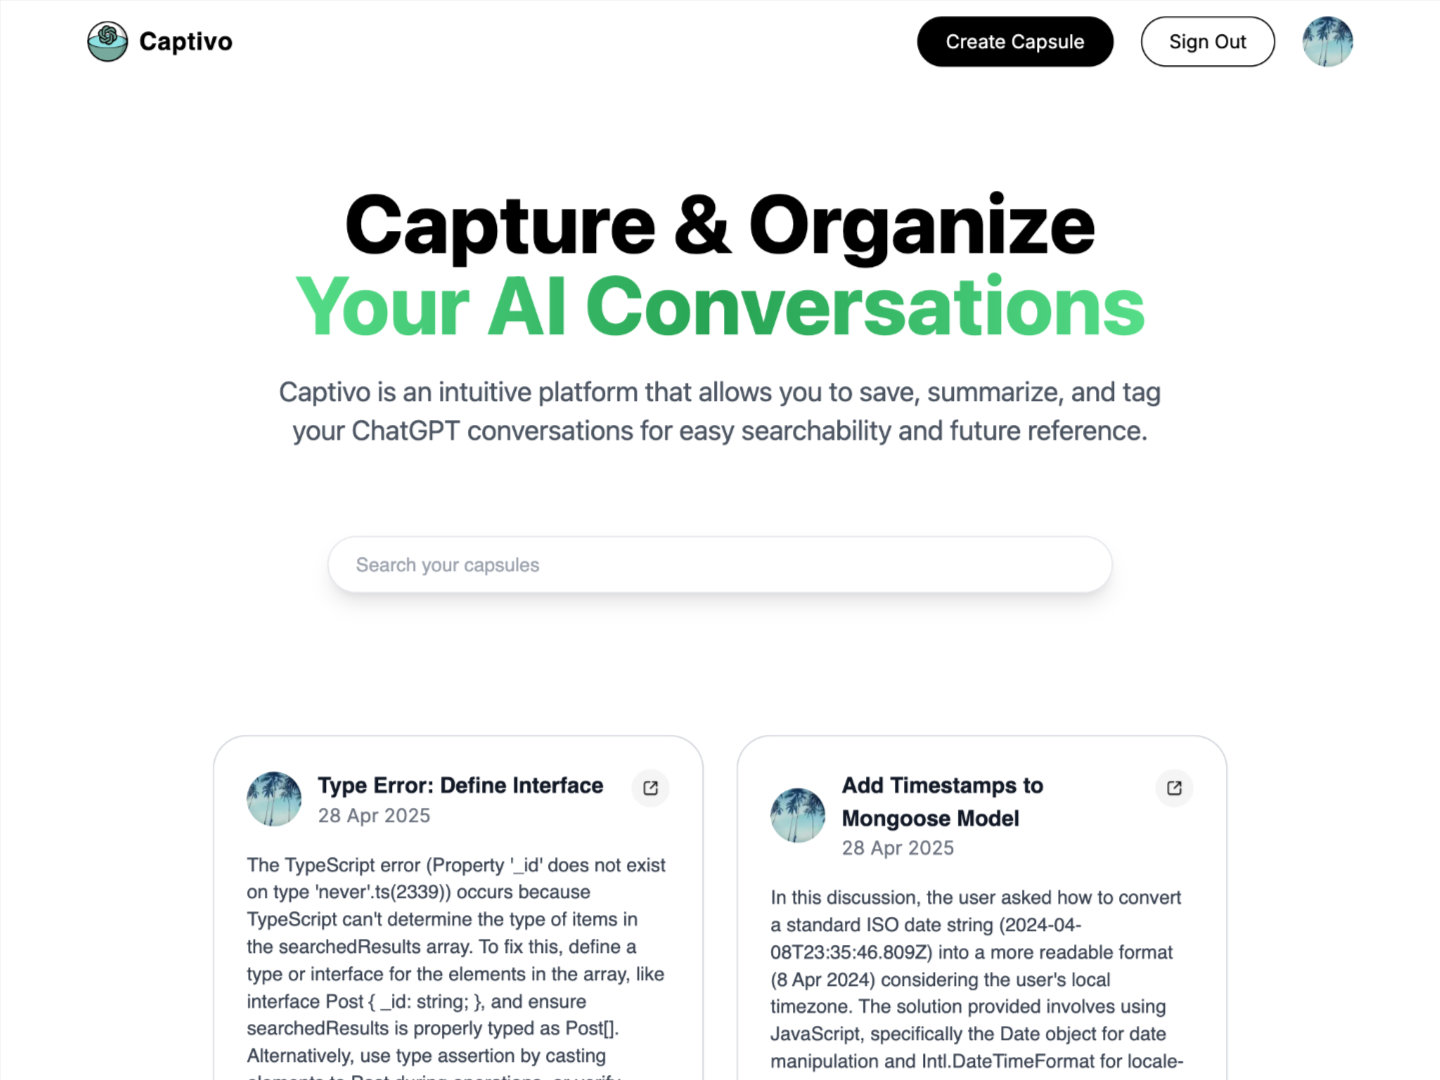 Captivo
Create Capsule
Sign Out
Capture & Organize
Your AI Conversations
Captivo is an intuitive platform that allows you to save, summarize, and tag
your ChatGPT conversations for easy searchability and future reference.
Search your capsules
Type Error: Define Interface
28 Apr 2025
The TypeScript error (Property '_id' does not exist
on type 'never'.ts(2339)) occurs because
TypeScript can't determine the type of items in
the searchedResults array. To fix this, define a
type or interface for the elements in the array, like
interface Post { _id: string; }, and ensure
searchedResults is properly typed as Post[].
Alternatively, use type assertion by casting
elements to Post during operations, or verify
Add Timestamps to
Mongoose Model
28 Apr 2025
In this discussion, the user asked how to convert
a standard ISO date string (2024-04-
08T23:35:46.809Z) into a more readable format
(8 Apr 2024) considering the user's local
timezone. The solution provided involves using
JavaScript, specifically the Date object for date
manipulation and Intl.DateTimeFormat for locale-